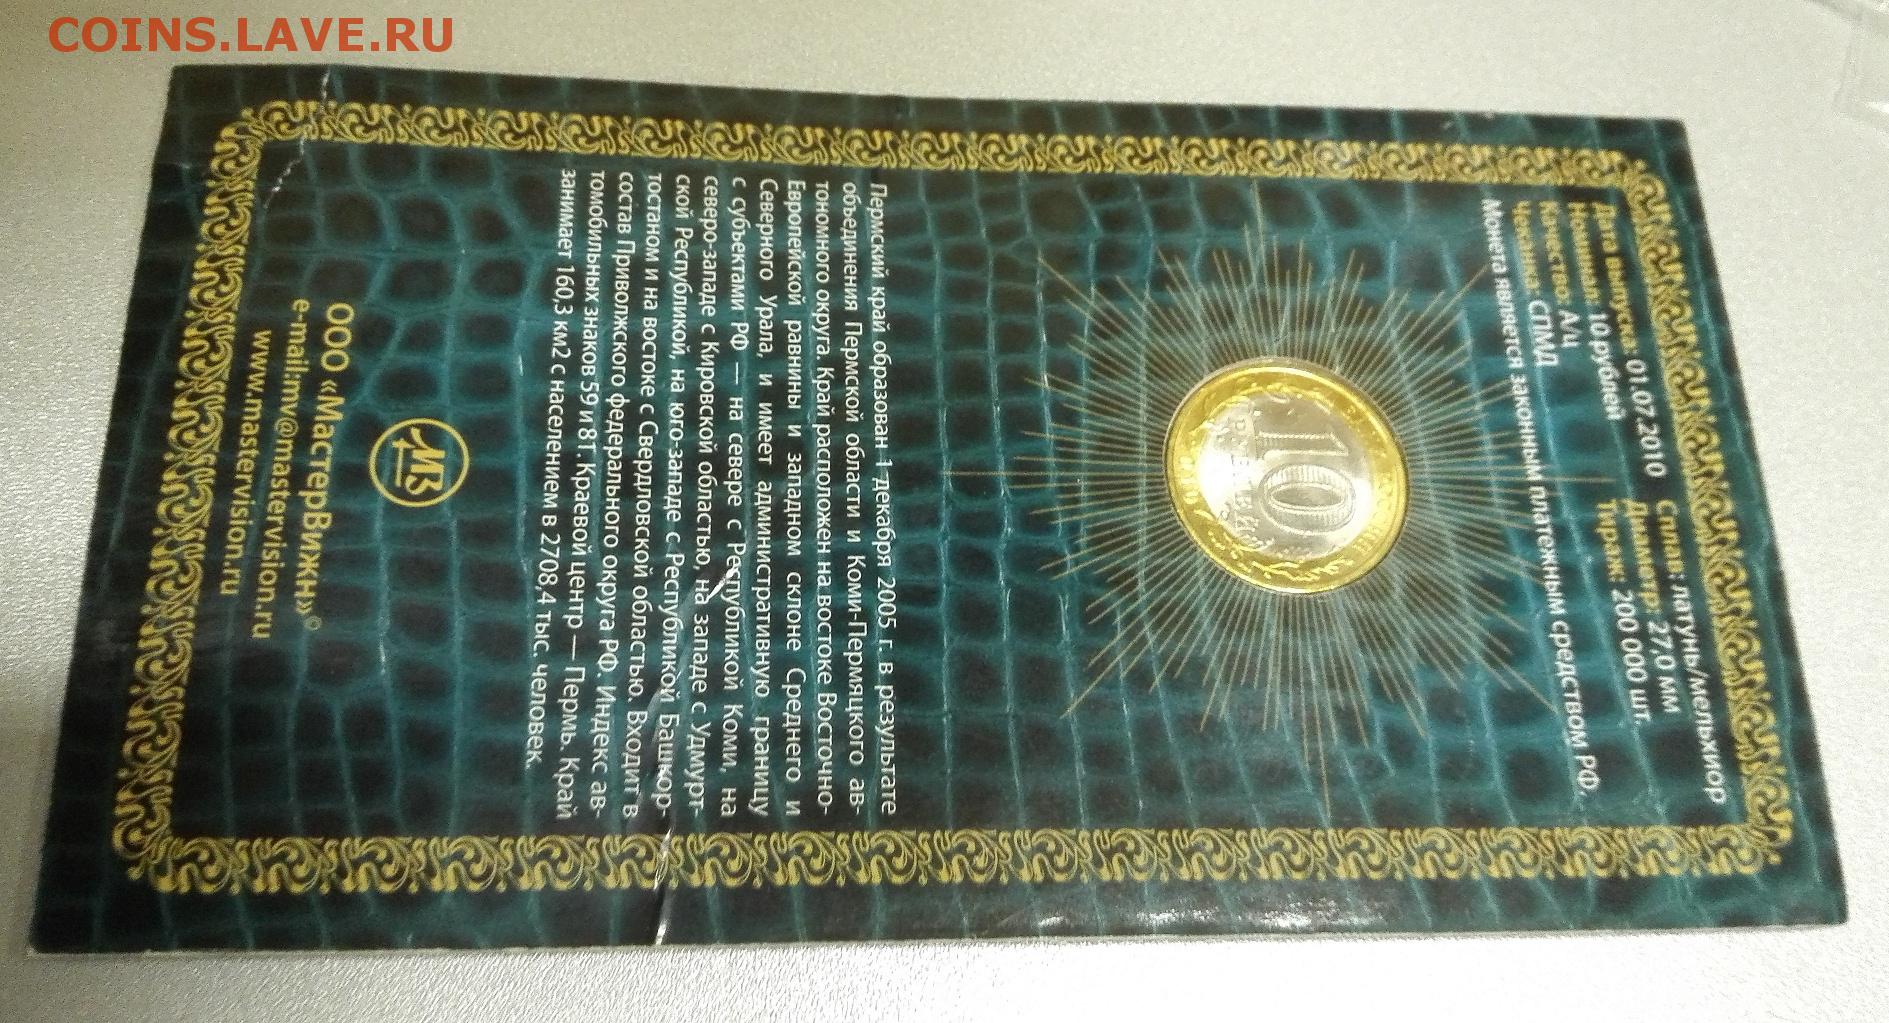 COINS.LAVE.RU
Дата выпуска: 01.07.2010 Сплав: латунь/мельхиор
Номинал: 10 рублей Диаметр: 27,0 мм
Качество: АЦ Тираж: 200 000 шт.
Чеканка: СПМД
Монета является законным платежным средством РФ.
10
РУБЛЕЙ
Пермский край образован 1 декабря 2005 г. в результате
объединения Пермской области и Коми-Пермяцкого ав-
тономного округа. Край расположен на востоке Восточно-
Европейской равнины и западном склоне Среднего и
Северного Урала, и имеет административную границу
с субъектами РФ — на севере с Республикой Коми, на
северо-западе с Кировской областью, на западе с Удмурт-
ской Республикой, на юго-западе с Республикой Башкор-
тостаном и на востоке с Свердловской областью. Входит в
состав Приволжского федерального округа РФ. Индекс ав-
томобильных знаков 59 и 81. Краевой центр — Пермь. Край
занимает 160,3 км2 с населением в 2708,4 тыс. человек.
МВ
ООО «МастерВижн»©
e-mail:mv@mastervision.ru
www.mastervision.ru